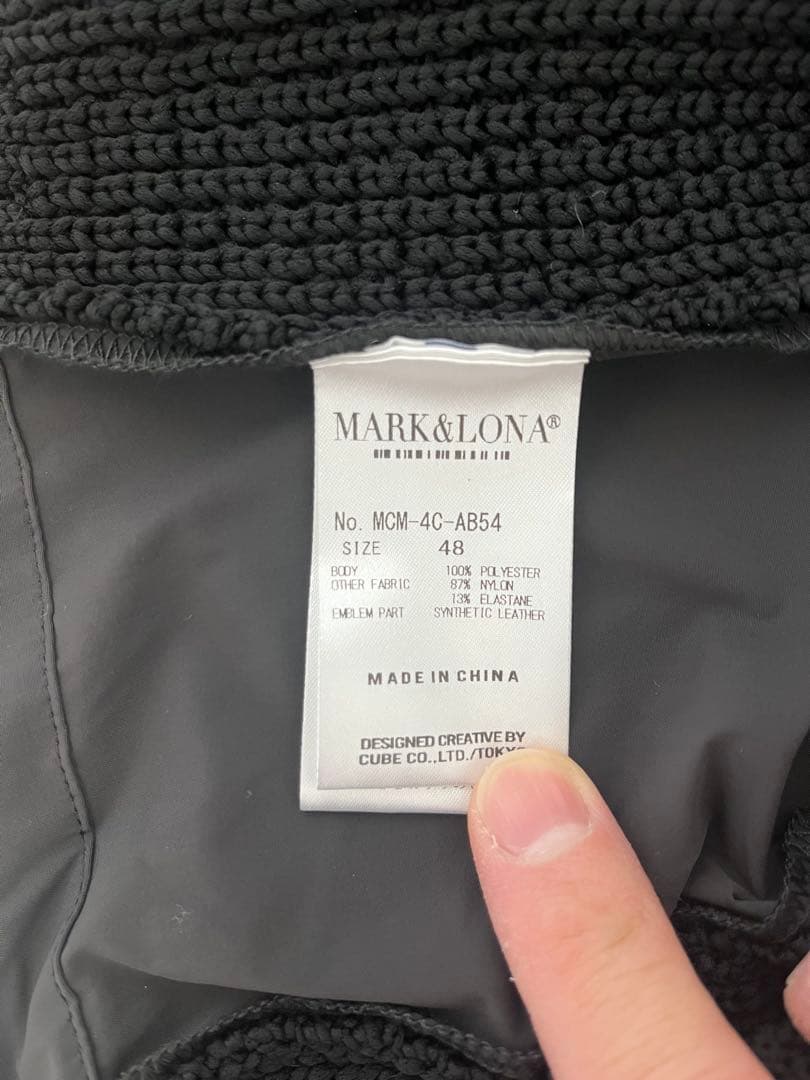 MARK&LONA®
No. MCM-4C-AB54
SIZE 48
BODY 100% POLYESTER
OTHER FABRIC 87% NYLON
13% ELASTANE
EMBLEM PART SYNTHETIC LEATHER
MADE IN CHINA
DESIGNED CREATIVE BY
CUBE CO.,LTD./TOKYO